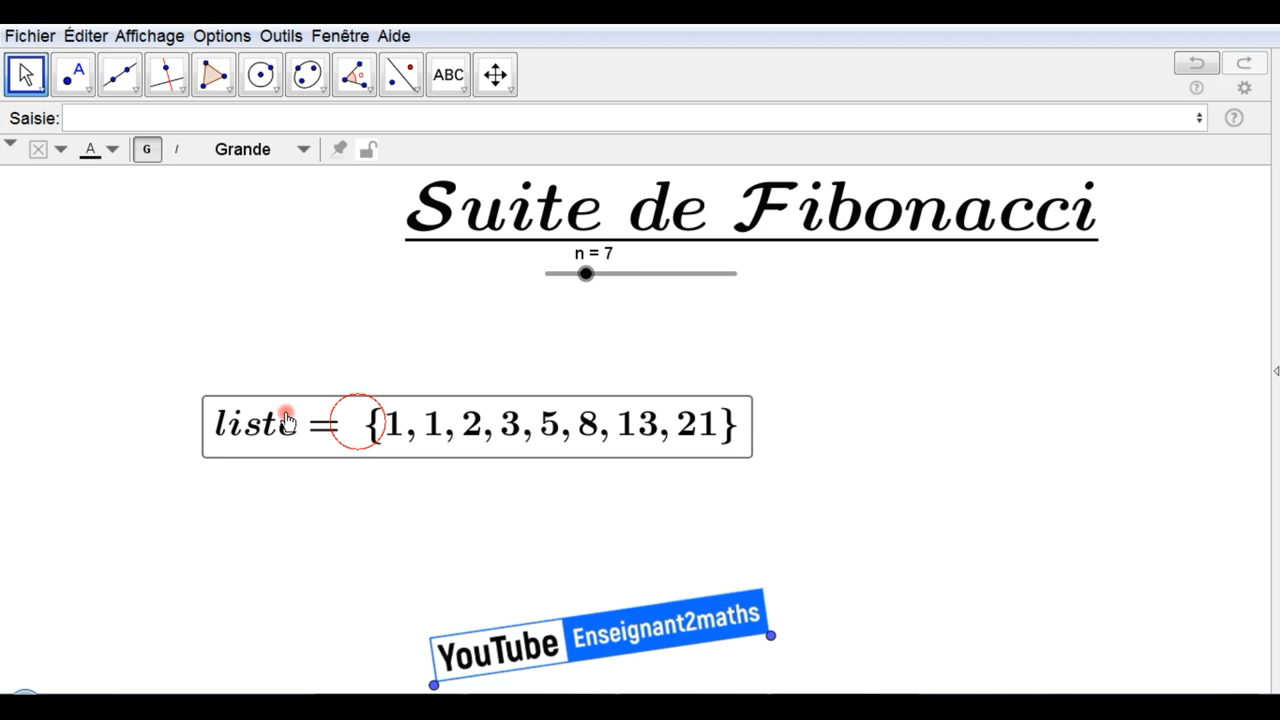 Fichier Éditer Affichage Options Outils Fenêtre Aide
A ABC
Saisie:
A G I Grande
Suite de Fibonacci
n = 7
liste = {1, 1, 2, 3, 5, 8, 13, 21}
YouTube Enseignant2maths